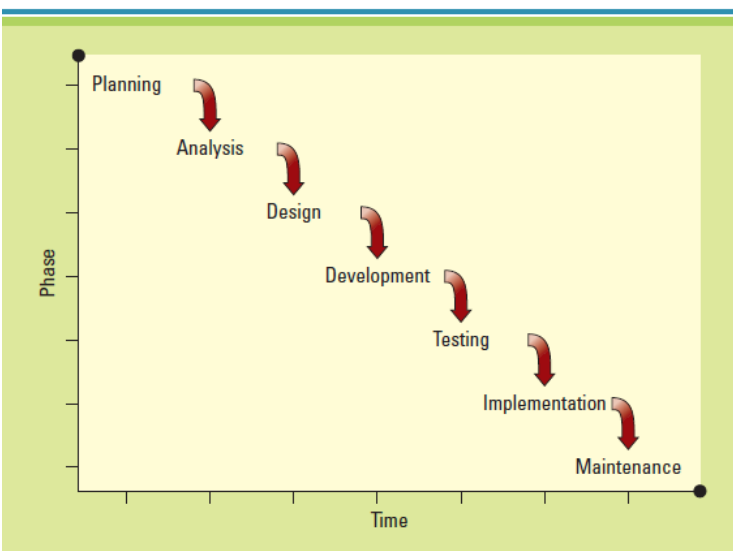 Planning
Analysis
Design
Phase
Development
Testing
Implementation
Maintenance
Time